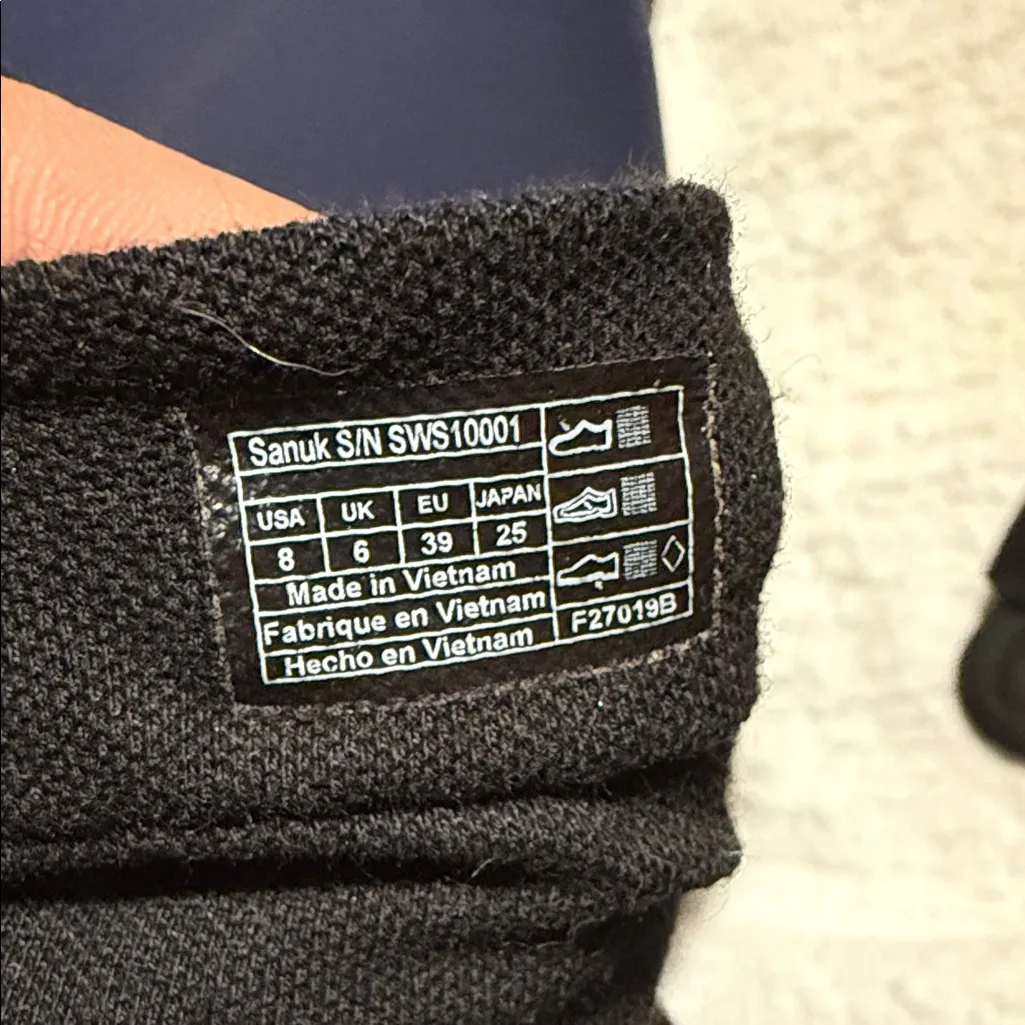 Sanuk S/N SWS10001
USA UK EU JAPAN
8 6 39 25
Made in Vietnam
Fabrique en Vietnam
Hecho en Vietnam
F27019B